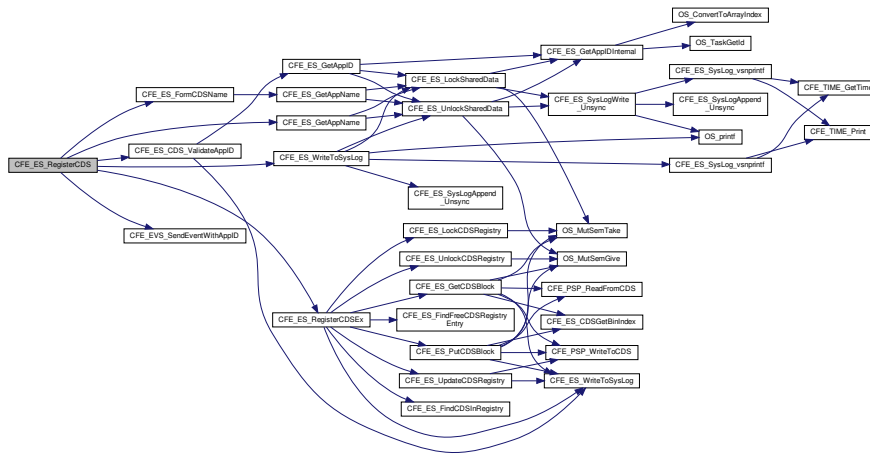 OS_ConvertToArrayIndex
CFE_ES_GetAppIDInternal
OS_TaskGetId
CFE_ES_GetAppID
CFE_ES_LockSharedData
CFE_ES_SysLog_vsnprintf
CFE_TIME_GetTime
CFE_ES_FormCDSName
CFE_ES_GetAppName
CFE_ES_UnlockSharedData
CFE_ES_SysLogWrite
_Unsync
CFE_ES_SysLogAppend
_Unsync
CFE_ES_GetAppName
OS_printf
CFE_TIME_Print
CFE_ES_RegisterCDS
CFE_ES_CDS_ValidateAppID
CFE_ES_WriteToSysLog
CFE_ES_SysLog_vsnprintf
CFE_ES_SysLogAppend
_Unsync
CFE_EVS_SendEventWithAppID
CFE_ES_LockCDSRegistry
OS_MutSemTake
CFE_ES_UnlockCDSRegistry
OS_MutSemGive
CFE_ES_GetCDSBlock
CFE_PSP_ReadFromCDS
CFE_ES_RegisterCDSEx
CFE_ES_FindFreeCDSRegistry
Entry
CFE_ES_CDSGetBinIndex
CFE_ES_PutCDSBlock
CFE_PSP_WriteToCDS
CFE_ES_UpdateCDSRegistry
CFE_ES_WriteToSysLog
CFE_ES_FindCDSInRegistry